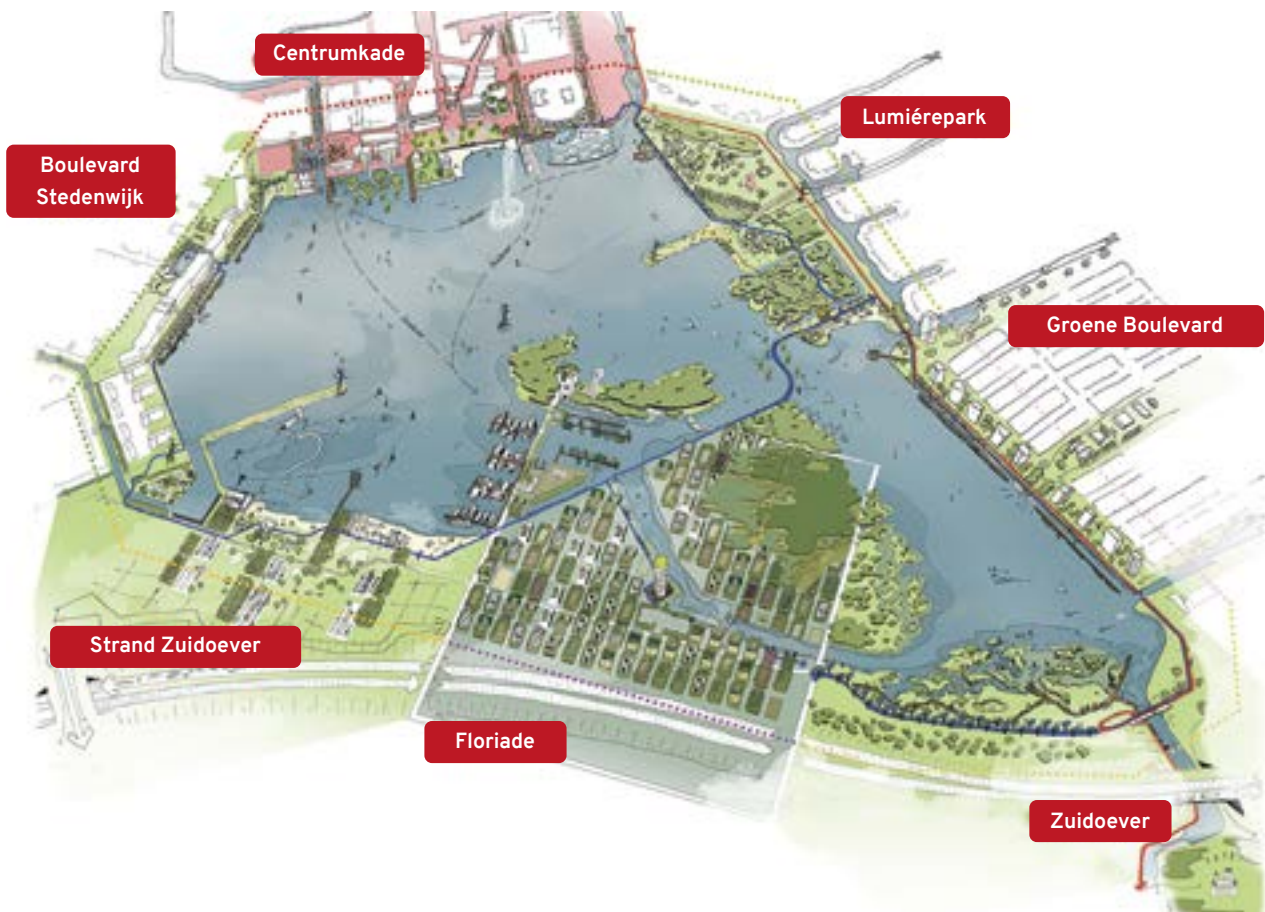 Centrumkade
Lumiérepark
Boulevard
Stedenwijk
Groene Boulevard
Strand Zuidoever
Floriade
Zuidoever